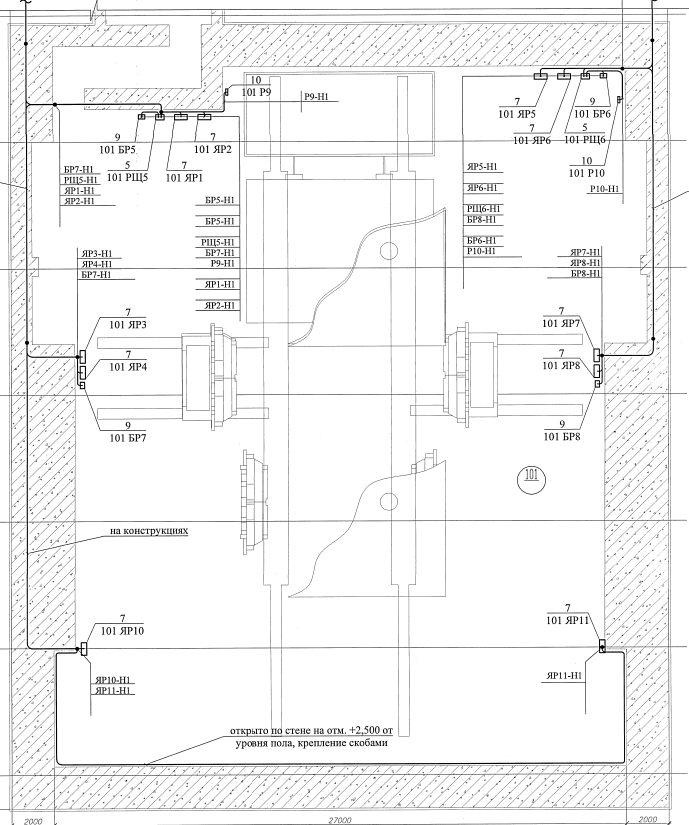 10
101 Р9
Р9-Н1
9
101 БР5
5
101 РЩ5
7
101 ЯР1
7
101 ЯР2
7
101 ЯР5
7
101 ЯР6
5
101 РЩ6
9
101 БР6
10
101 Р10
Р10-Н1
БР7-Н1
РЩ5-Н1
ЯР1-Н1
ЯР2-Н1
БР5-Н1
БР5-Н1
РЩ5-Н1
БР7-Н1
Р9-Н1
ЯР1-Н1
ЯР2-Н1
ЯР5-Н1
ЯР6-Н1
РЩ6-Н1
БР8-Н1
БР6-Н1
Р10-Н1
ЯР3-Н1
ЯР4-Н1
БР7-Н1
ЯР7-Н1
ЯР8-Н1
БР8-Н1
7
101 ЯР3
7
101 ЯР4
9
101 БР7
7
101 ЯР7
7
101 ЯР8
9
101 БР8
101
на конструкциях
7
101 ЯР10
7
101 ЯР11
ЯР10-Н1
ЯР11-Н1
ЯР11-Н1
открыто по стене на отм. +2,500 от
уровня пола, крепление скобами
2000
27000
2000